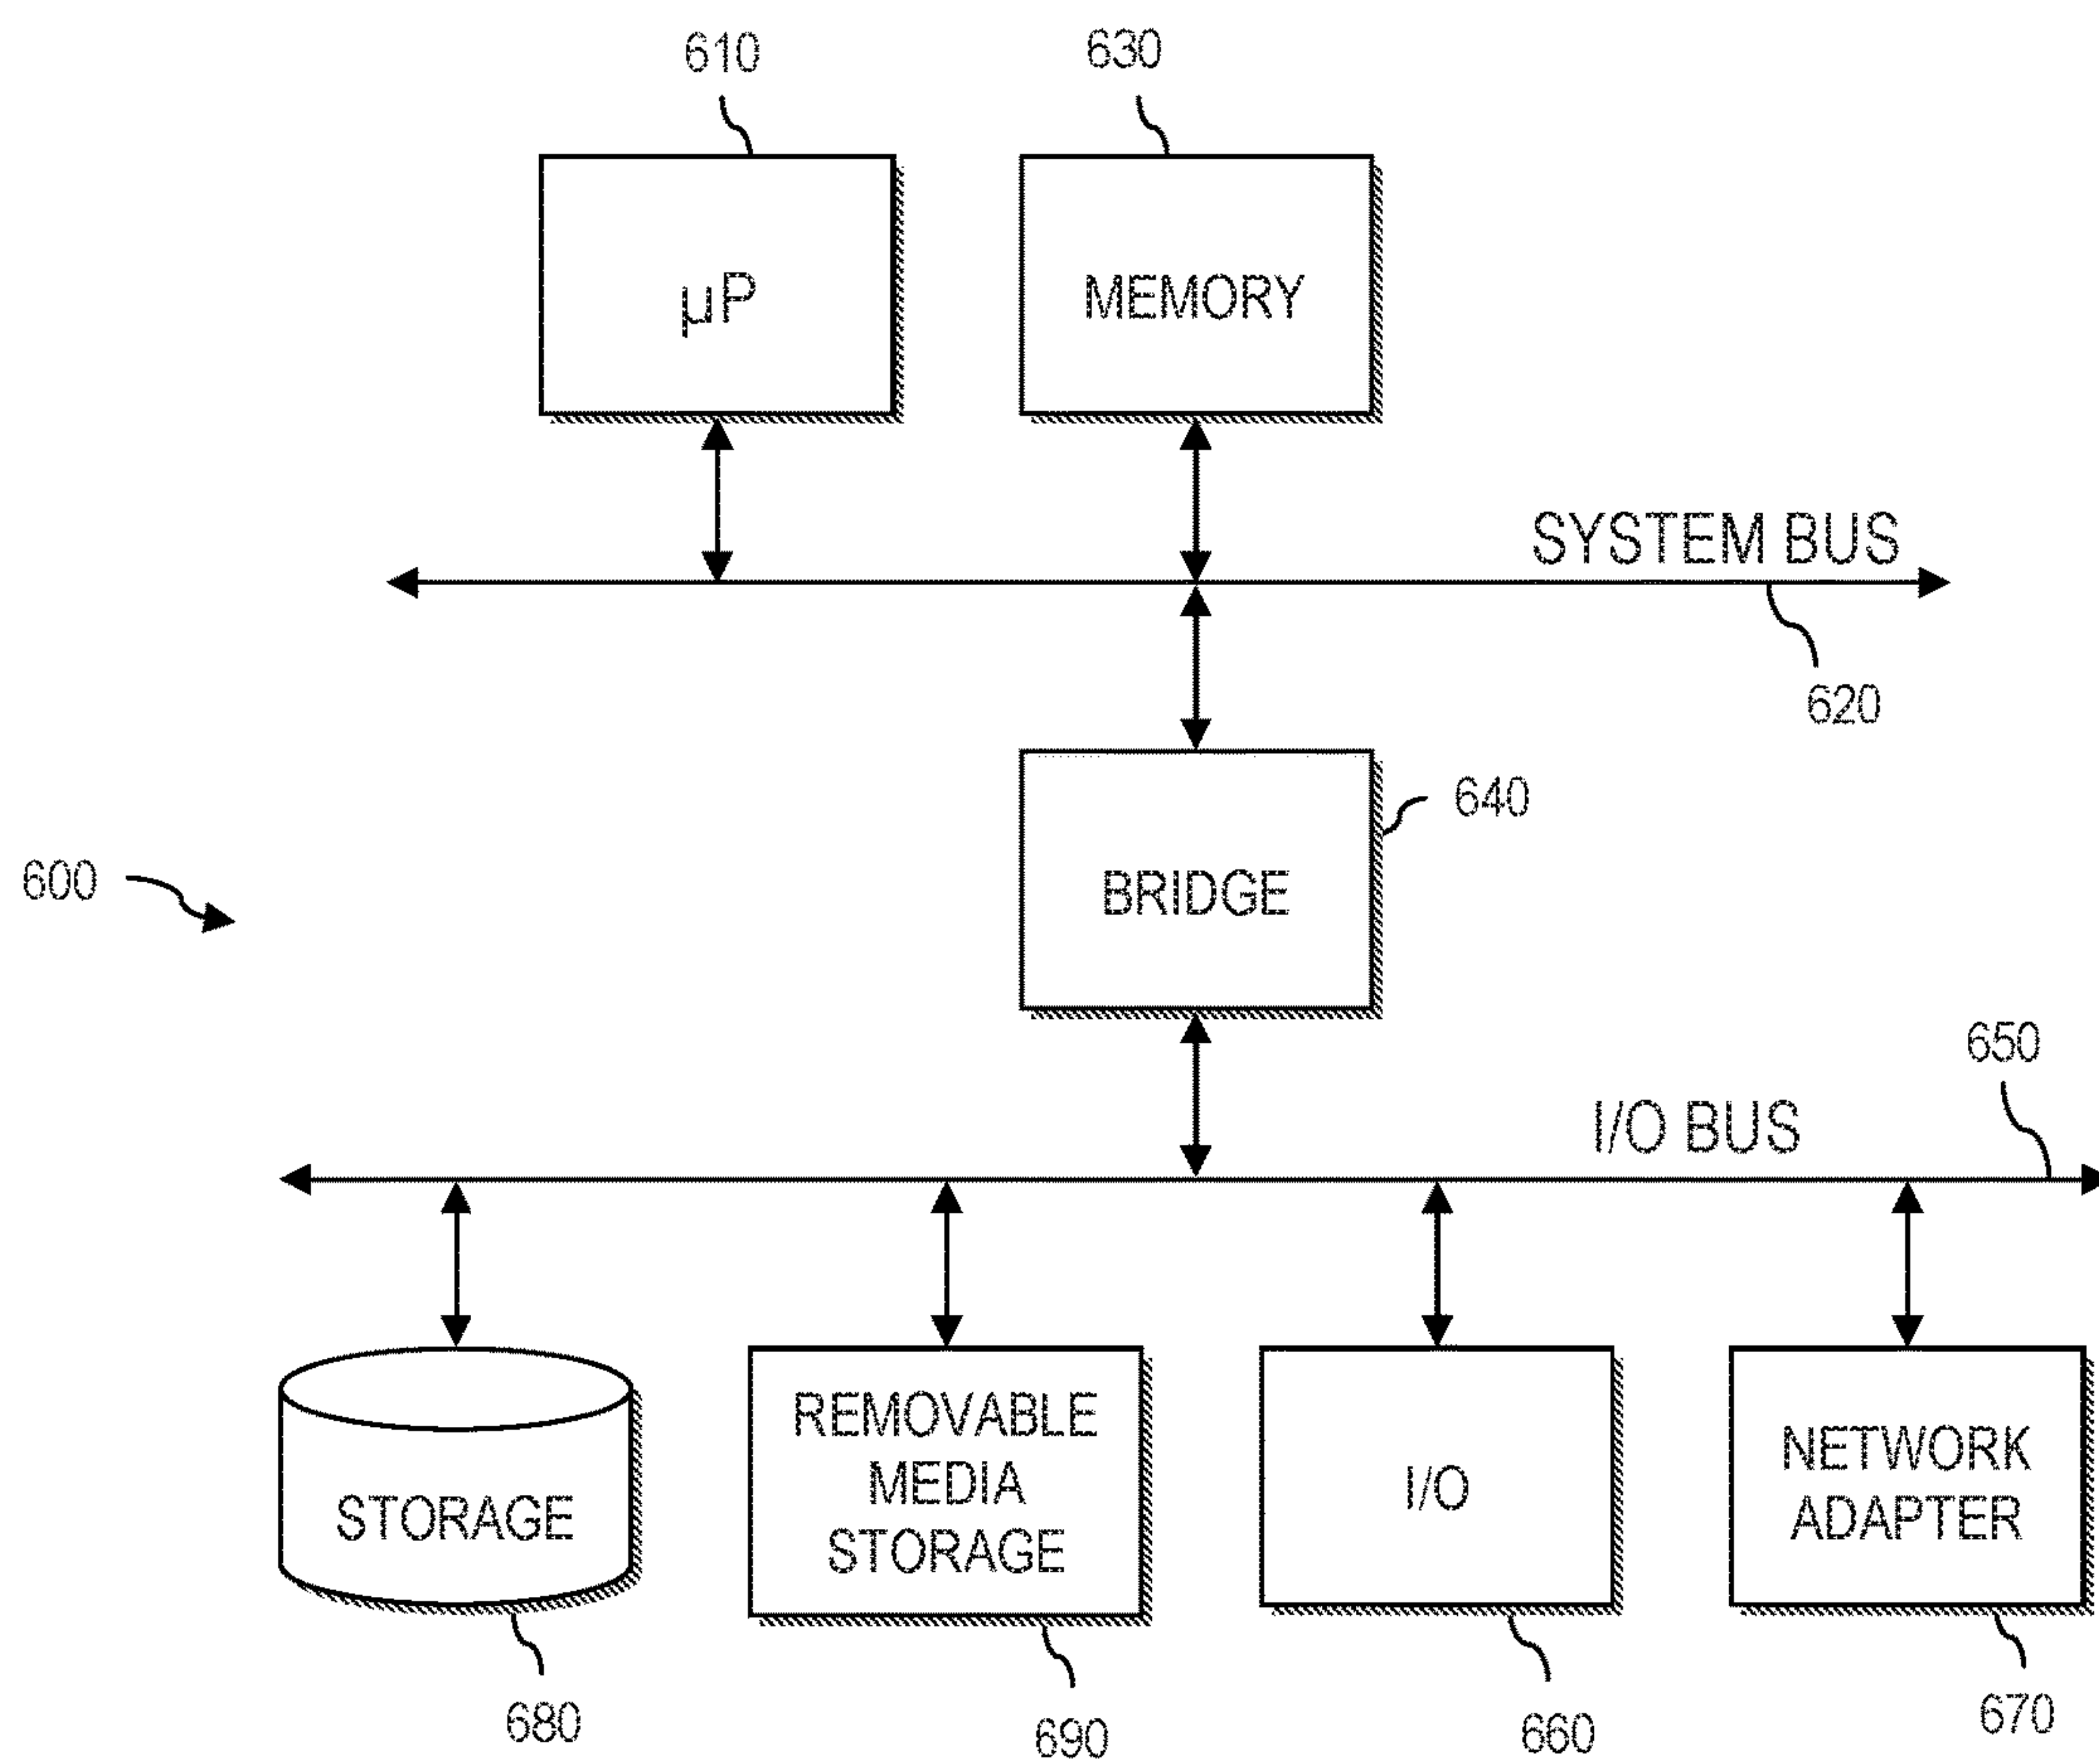 610
630
µP
MEMORY
SYSTEM BUS
620
640
BRIDGE
600
650
I/O BUS
STORAGE
REMOVABLE
MEDIA
STORAGE
I/O
NETWORK
ADAPTER
680
690
660
670